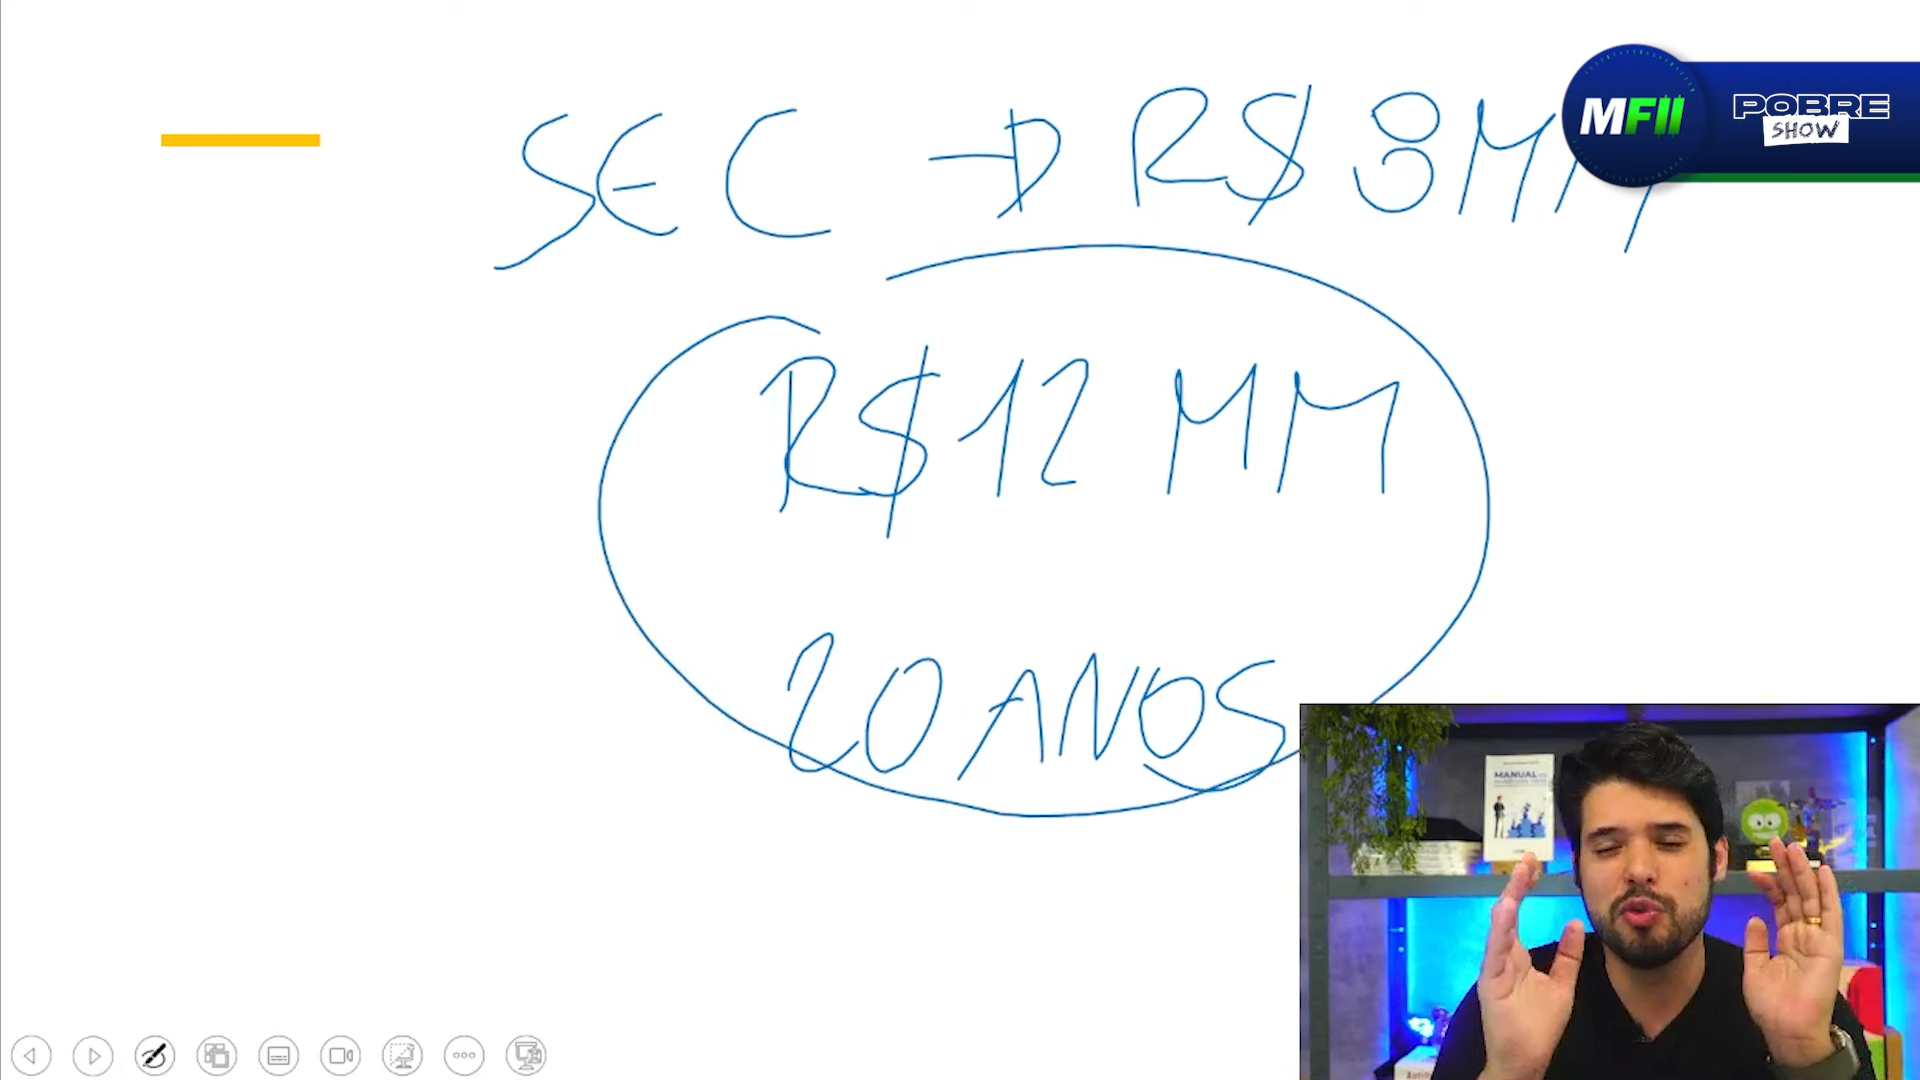 SEC → R$ 8MM
MFII
POBRE
SHOW
R$ 12 MM
20 ANOS
MANUAL